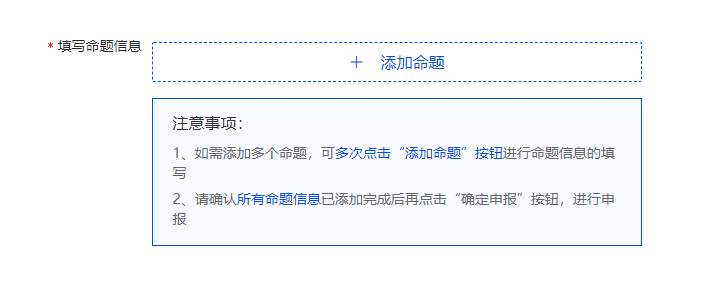 * 填写命题信息
+ 添加命题
注意事项：
1、如需添加多个命题，可多次点击“添加命题”按钮进行命题信息的填
写
2、请确认所有命题信息已添加完成后再点击“确定申报”按钮，进行申
报